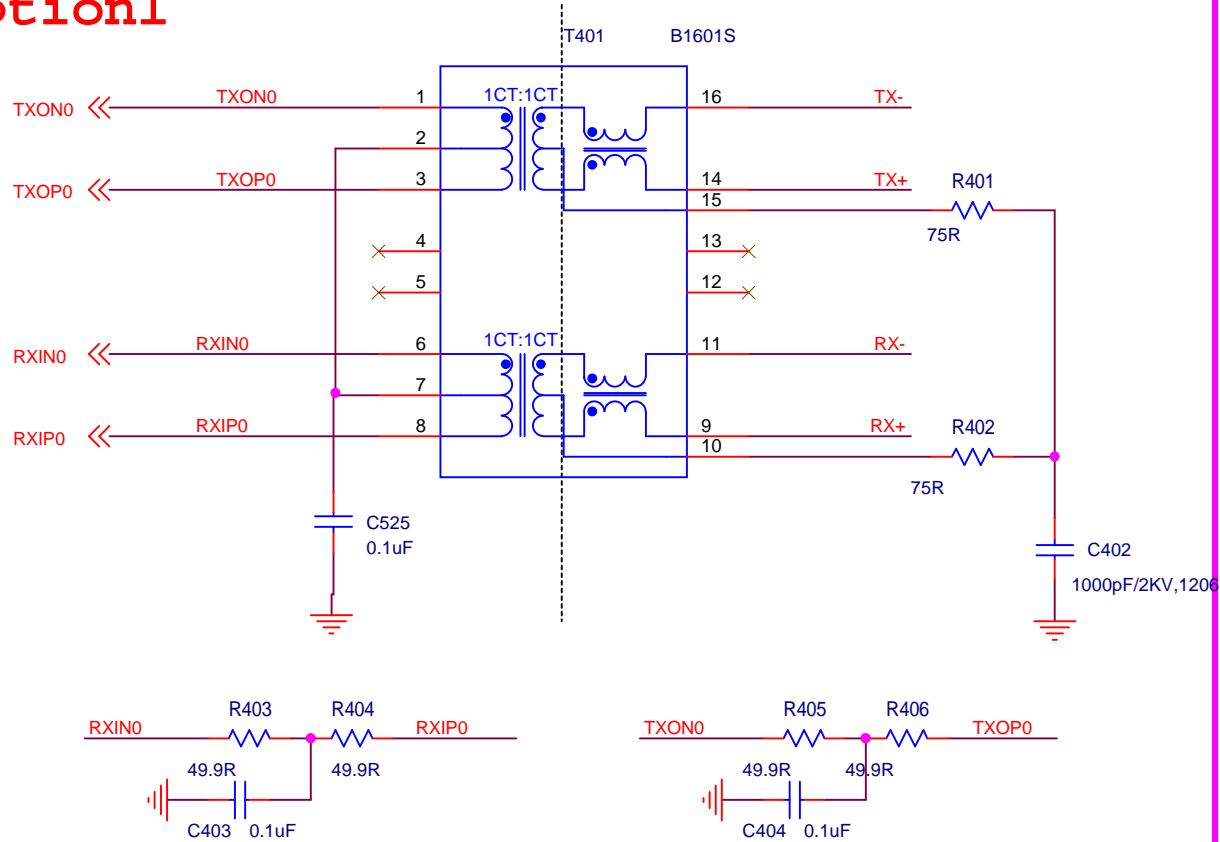 T401 B1601S
1CT:1CT
TXON0 TXON0 1 16 TX-
2
TXOP0 TXOP0 3 14 TX+ R401
15
75R
4 13
5 12
1CT:1CT
RXIN0 RXIN0 6 11 RX-
7
RXIP0 RXIP0 8 9 RX+ R402
10
75R
C525
0.1uF
C402
1000pF/2KV,1206
RXIN0 R403 R404 RXIP0
49.9R 49.9R
C403 0.1uF
TXON0 R405 R406 TXOP0
49.9R 49.9R
C404 0.1uF